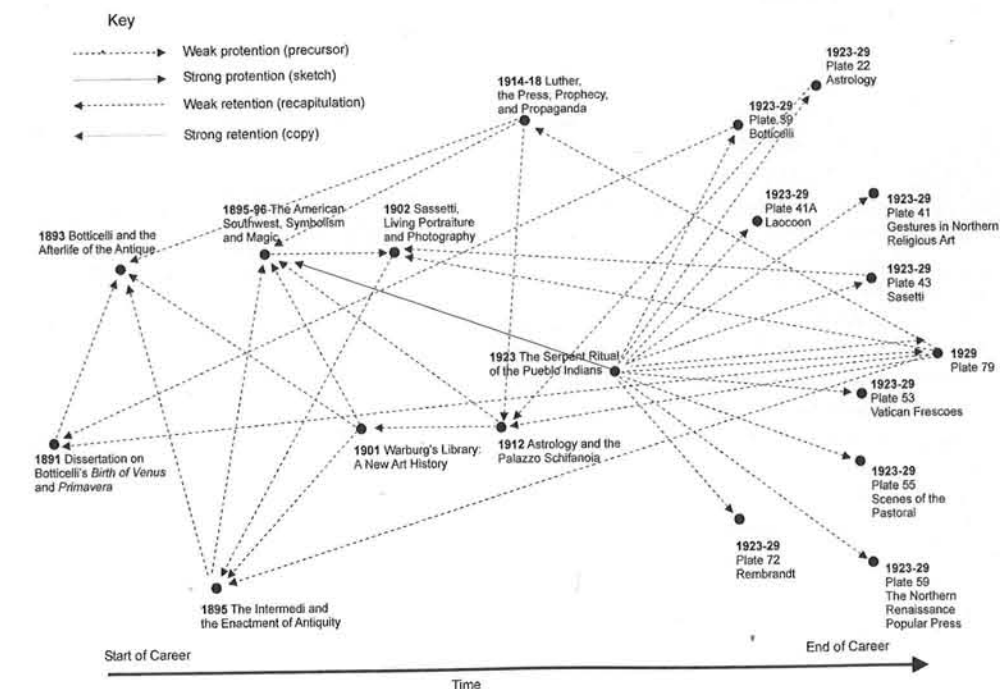 Key
Weak protention (precursor)
Strong protention (sketch)
Weak retention (recapitulation)
Strong retention (copy)
1923-29
Plate 22
Astrology
1914-18 Luther,
the Press, Prophecy,
and Propaganda
1923-29
Plate 39
Botticelli
1893 Botticelli and the
Afterlife of the Antique
1895-96 The American
Southwest, Symbolism
and Magic
1902 Sassetti,
Living Portraiture
and Photography
1923-29
Plate 41A
Laocoon
1923-29
Plate 41
Gestures in Northern
Religious Art
1923-29
Plate 43
Sasetti
1923 The Serpent Ritual
of the Pueblo Indians
1929
Plate 79
1923-29
Plate 53
Vatican Frescoes
1891 Dissertation on
Botticelli's Birth of Venus
and Primavera
1901 Warburg's Library:
A New Art History
1912 Astrology and the
Palazzo Schifanoia
1923-29
Plate 55
Scenes of the
Pastoral
1923-29
Plate 72
Rembrandt
1923-29
Plate 59
The Northern
Renaissance
Popular Press
1895 The Intermedi and
the Enactment of Antiquity
Start of Career
End of Career
Time